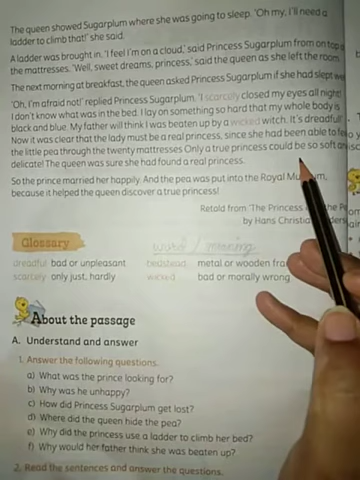 The queen showed Sugarplum where she was going to sleep. 'Oh my, I'll need a
ladder to climb that!' she said.
A ladder was brought in. 'I feel I'm on a cloud,' said Princess Sugarplum from on top
the mattresses. 'Well, sweet dreams, princess,' said the queen as she left the room.
The next morning at breakfast, the queen asked Princess Sugarplum if she had slept
'Oh, I'm afraid not!' replied Princess Sugarplum. 'I scarcely closed my eyes all night!
I don't know what was in the bed. I lay on something so hard that my whole body is
black and blue. My father will think I was beaten up by a wicked witch. It's dreadful!'
Now it was clear that the lady must be a real princess, since she had been able to
the little pea through the twenty mattresses Only a true princess could be so soft
delicate! The queen was sure she had found a real princess.
So the prince married her happily. And the pea was put into the Royal
because it helped the queen discover a true princess!
Retold from 'The Princess
by Hans
Glossary
word / meaning
dreadful bad or unpleasant bedstead metal or wooden
scarcely only just, hardly wicked bad or morally wrong
About the passage
A. Understand and answer
1. Answer the following questions.
a) What was the prince looking for?
b) Why was he unhappy?
c) How did Princess Sugarplum get lost?
d) Where did the queen hide the pea?
e) Why did the princess use a ladder to climb her bed?
f) Why would her father think she was beaten up?
2. Read the sentences and answer the questions.